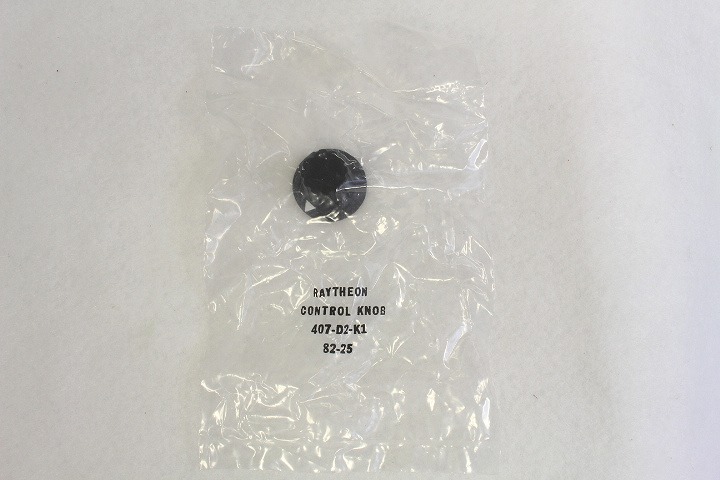 RAYTHEON
CONTROL KNOB
407-D2-K1
82-25